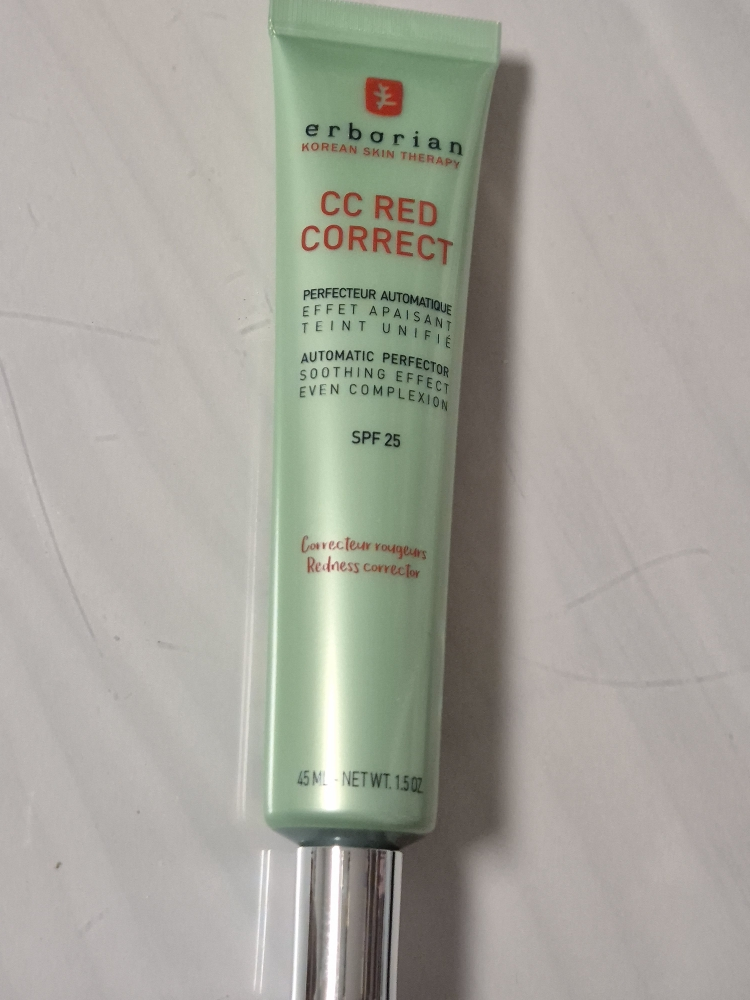 erborian
KOREAN SKIN THERAPY
CC RED
CORRECT
PERFECTEUR AUTOMATIQUE
EFFET APAISANT
TEINT UNIFIÉ
AUTOMATIC PERFECTOR
SOOTHING EFFECT
EVEN COMPLEXION
SPF 25
Correcteur rougeurs
Redness corrector
45 ML - NET WT. 1.5 OZ.